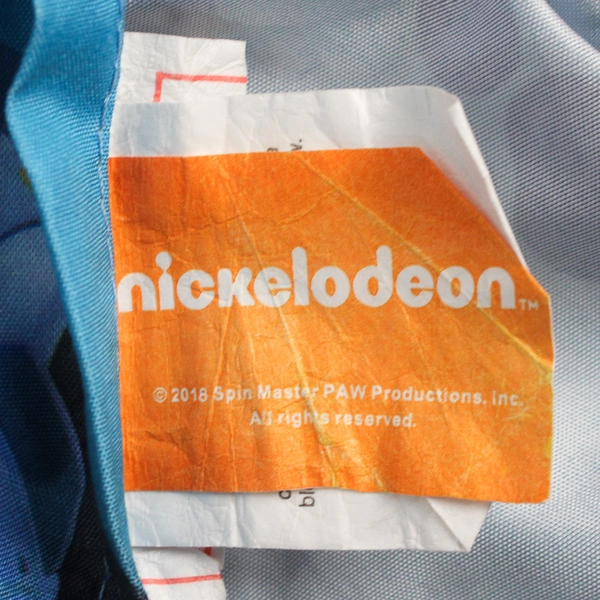 nickelodeon™
© 2018 Spin Master PAW Productions. Inc.
All rights reserved.